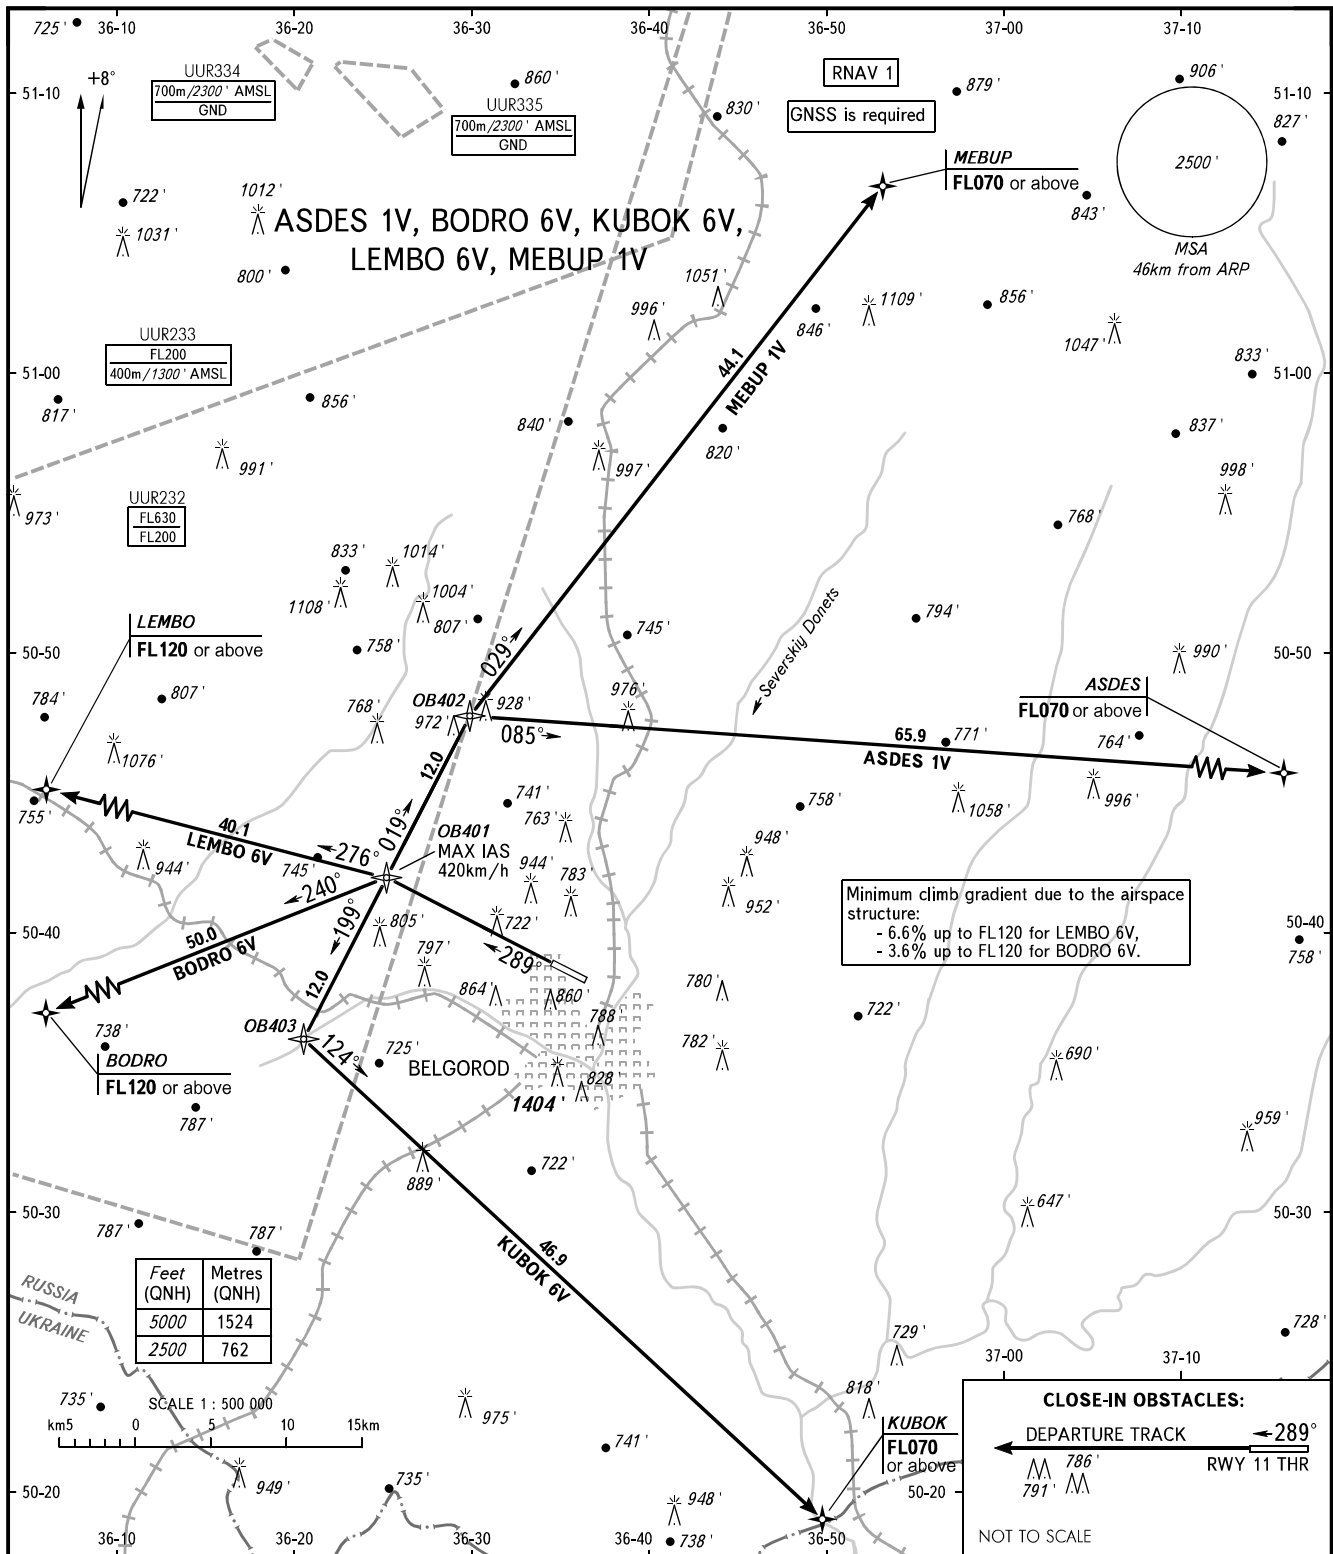 36-10
36-20
36-30
36-40
36-50
37-00
37-10
725'
+8°
UUR334
700m/2300' AMSL
GND
860'
UUR335
700m/2300' AMSL
GND
830'
RNAV 1
GNSS is required
879'
906'
827'
51-10
51-10
MEBUP
FL070 or above
2500'
843'
MSA
46km from ARP
722'
1031'
1012'
ASDES 1V, BODRO 6V, KUBOK 6V,
LEMBO 6V, MEBUP 1V
800'
1051'
996'
846'
1109'
856'
1047'
UUR233
FL200
400m/1300' AMSL
44.1
MEBUP 1V
833'
51-00
51-00
817'
856'
840'
820'
837'
991'
997'
998'
973'
UUR232
FL630
FL200
768'
833'
1014'
1108'
1004'
807'
Severskiy Donets
794'
LEMBO
FL120 or above
758'
029°
745'
50-50
50-50
990'
784'
807'
768'
OB402
972'
928'
976'
ASDES
FL070 or above
085°
65.9
ASDES 1V
771'
764'
1076'
12.0
755'
741'
763'
758'
1058'
996'
40.1
LEMBO 6V
019°
OB401
MAX IAS
420km/h
944'
745'
276°
240°
944'
783'
948'
952'
Minimum climb gradient due to the airspace
structure:
- 6.6% up to FL120 for LEMBO 6V,
- 3.6% up to FL120 for BODRO 6V.
50-40
50-40
199°
805'
722'
289°
50.0
BODRO 6V
797'
758'
12.0
864'
860'
780'
OB403
788'
722'
738'
124°
725'
BELGOROD
782'
690'
BODRO
FL120 or above
828'
1404'
787'
959'
889'
722'
647'
50-30
50-30
787'
787'
46.9
KUBOK 6V
Feet
(QNH)
Metres
(QNH)
5000
1524
2500
762
RUSSIA
UKRAINE
729'
728'
37-00
37-10
735'
SCALE 1 : 500 000
km5
0
5
10
15km
975'
818'
KUBOK
FL070
or above
CLOSE-IN OBSTACLES:
DEPARTURE TRACK
289°
RWY 11 THR
786'
791'
741'
949'
735'
948'
738'
50-20
50-20
NOT TO SCALE
36-10
36-20
36-30
36-40
36-50